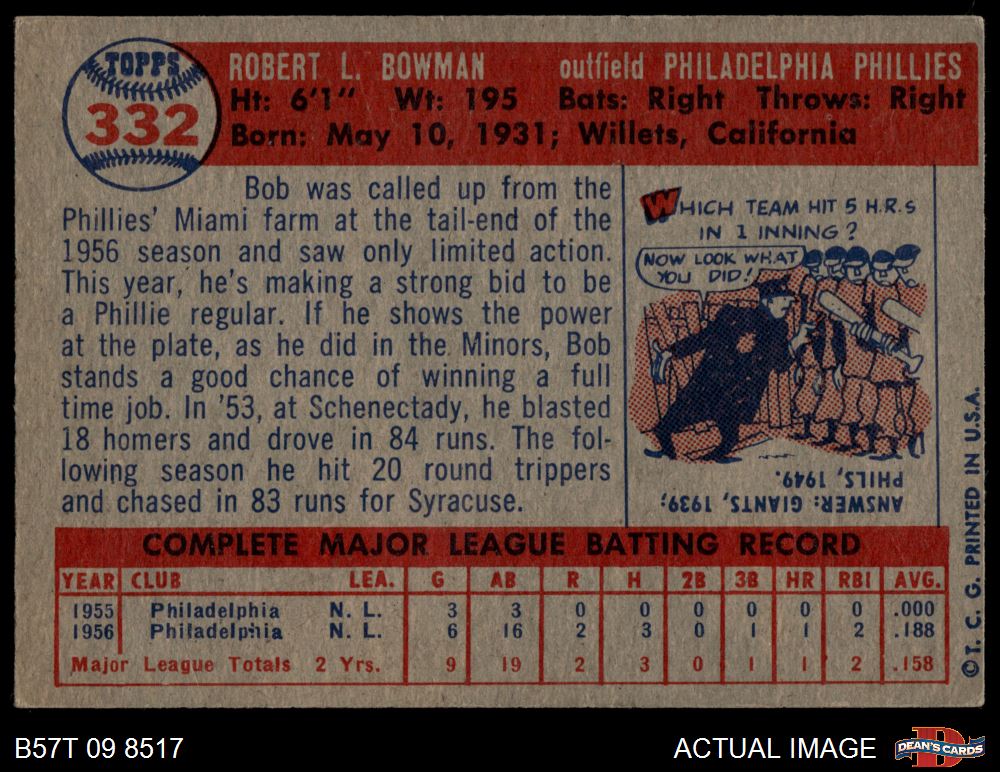 TOPPS
332
ROBERT L. BOWMAN outfield PHILADELPHIA PHILLIES
Ht: 6'1" Wt: 195 Bats: Right Throws: Right
Born: May 10, 1931; Willets, California
Bob was called up from the
Phillies' Miami farm at the tail-end of the
1956 season and saw only limited action.
This year, he's making a strong bid to be
a Phillie regular. If he shows the power
at the plate, as he did in the Minors, Bob
stands a good chance of winning a full
time job. In '53, at Schenectady, he blasted
18 homers and drove in 84 runs. The fol-
lowing season he hit 20 round trippers
and chased in 83 runs for Syracuse.
WHICH TEAM HIT 5 H.R.s
IN 1 INNING?
NOW LOOK WHAT
YOU DID!
ANSWER: GIANTS, 1939;
PHILS, 1949.
COMPLETE MAJOR LEAGUE BATTING RECORD
YEAR CLUB LEA. G AB R H 2B 3B HR RBI AVG.
1955 Philadelphia N. L. 3 3 0 0 0 0 0 0 .000
1956 Philadelphia N. L. 6 16 2 3 0 1 1 2 .188
Major League Totals 2 Yrs. 9 19 2 3 0 1 1 2 .158
©T. C. G. PRINTED IN U.S.A.
B57T 09 8517 ACTUAL IMAGE
DEAN'S CARDS